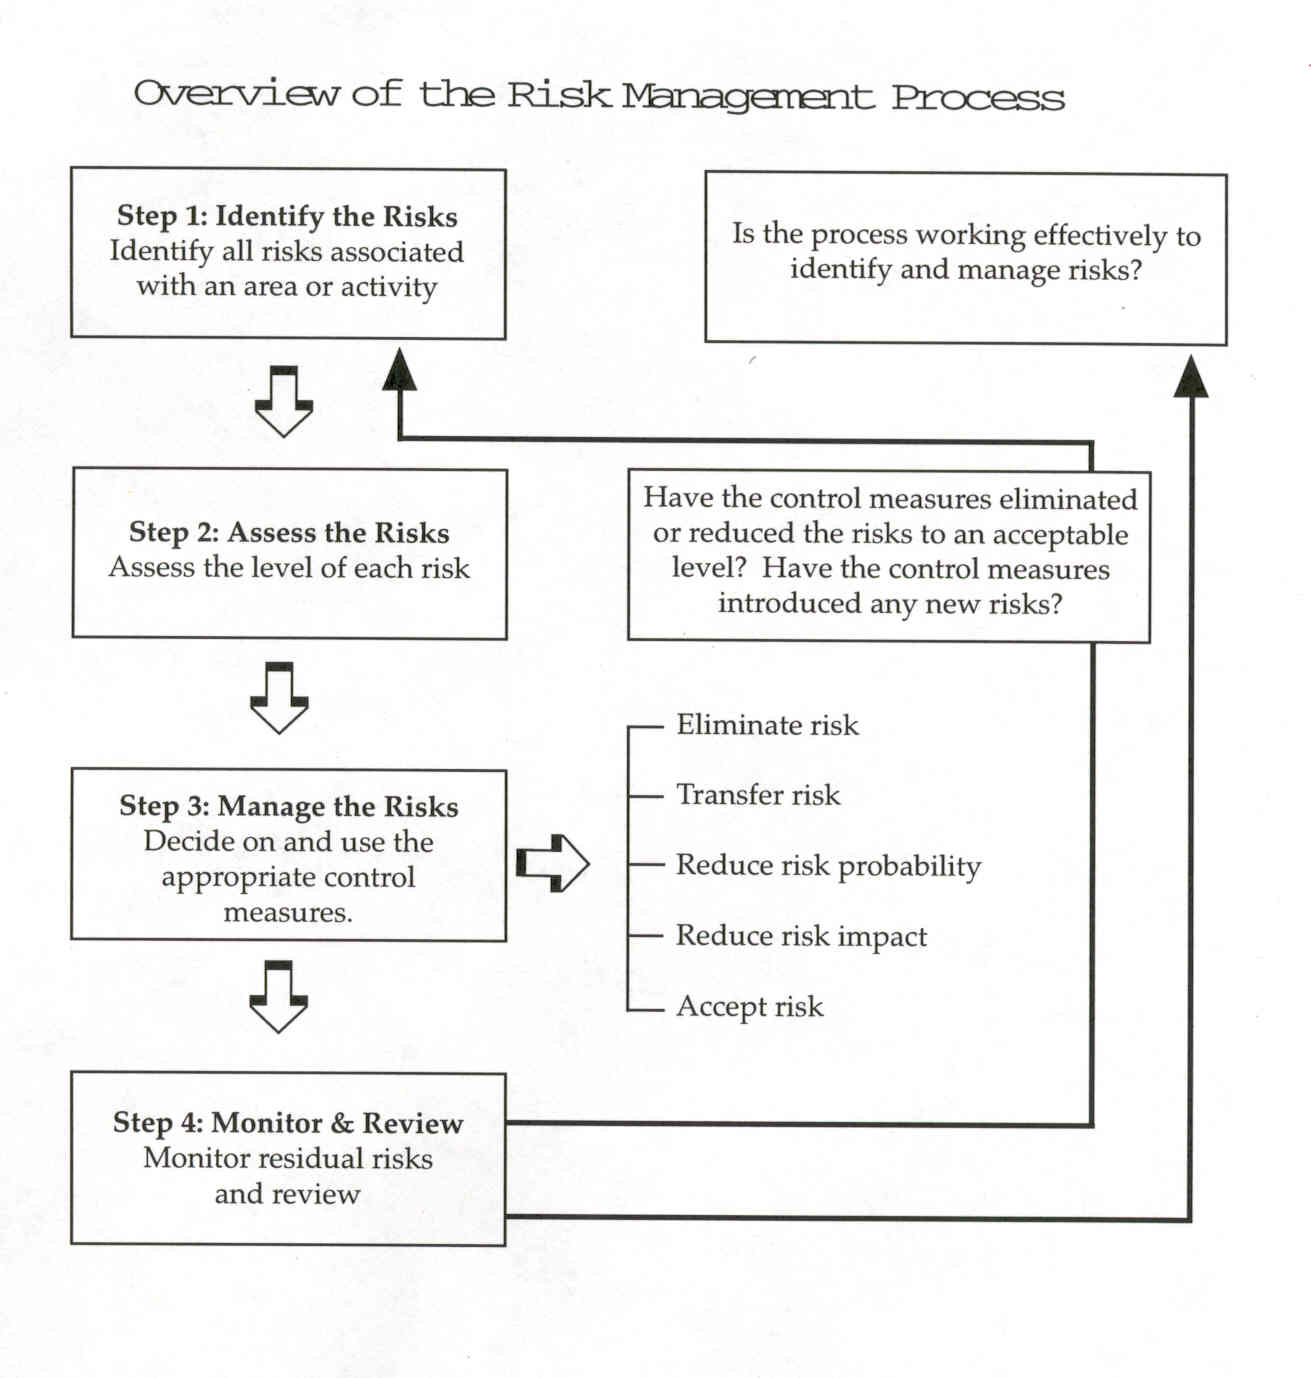 Overview of the Risk Management Process
Step 1: Identify the Risks
Identify all risks associated
with an area or activity
Is the process working effectively to
identify and manage risks?
Step 2: Assess the Risks
Assess the level of each risk
Have the control measures eliminated
or reduced the risks to an acceptable
level?  Have the control measures
introduced any new risks?
Step 3: Manage the Risks
Decide on and use the
appropriate control
measures.
Eliminate risk
Transfer risk
Reduce risk probability
Reduce risk impact
Accept risk
Step 4: Monitor & Review
Monitor residual risks
and review